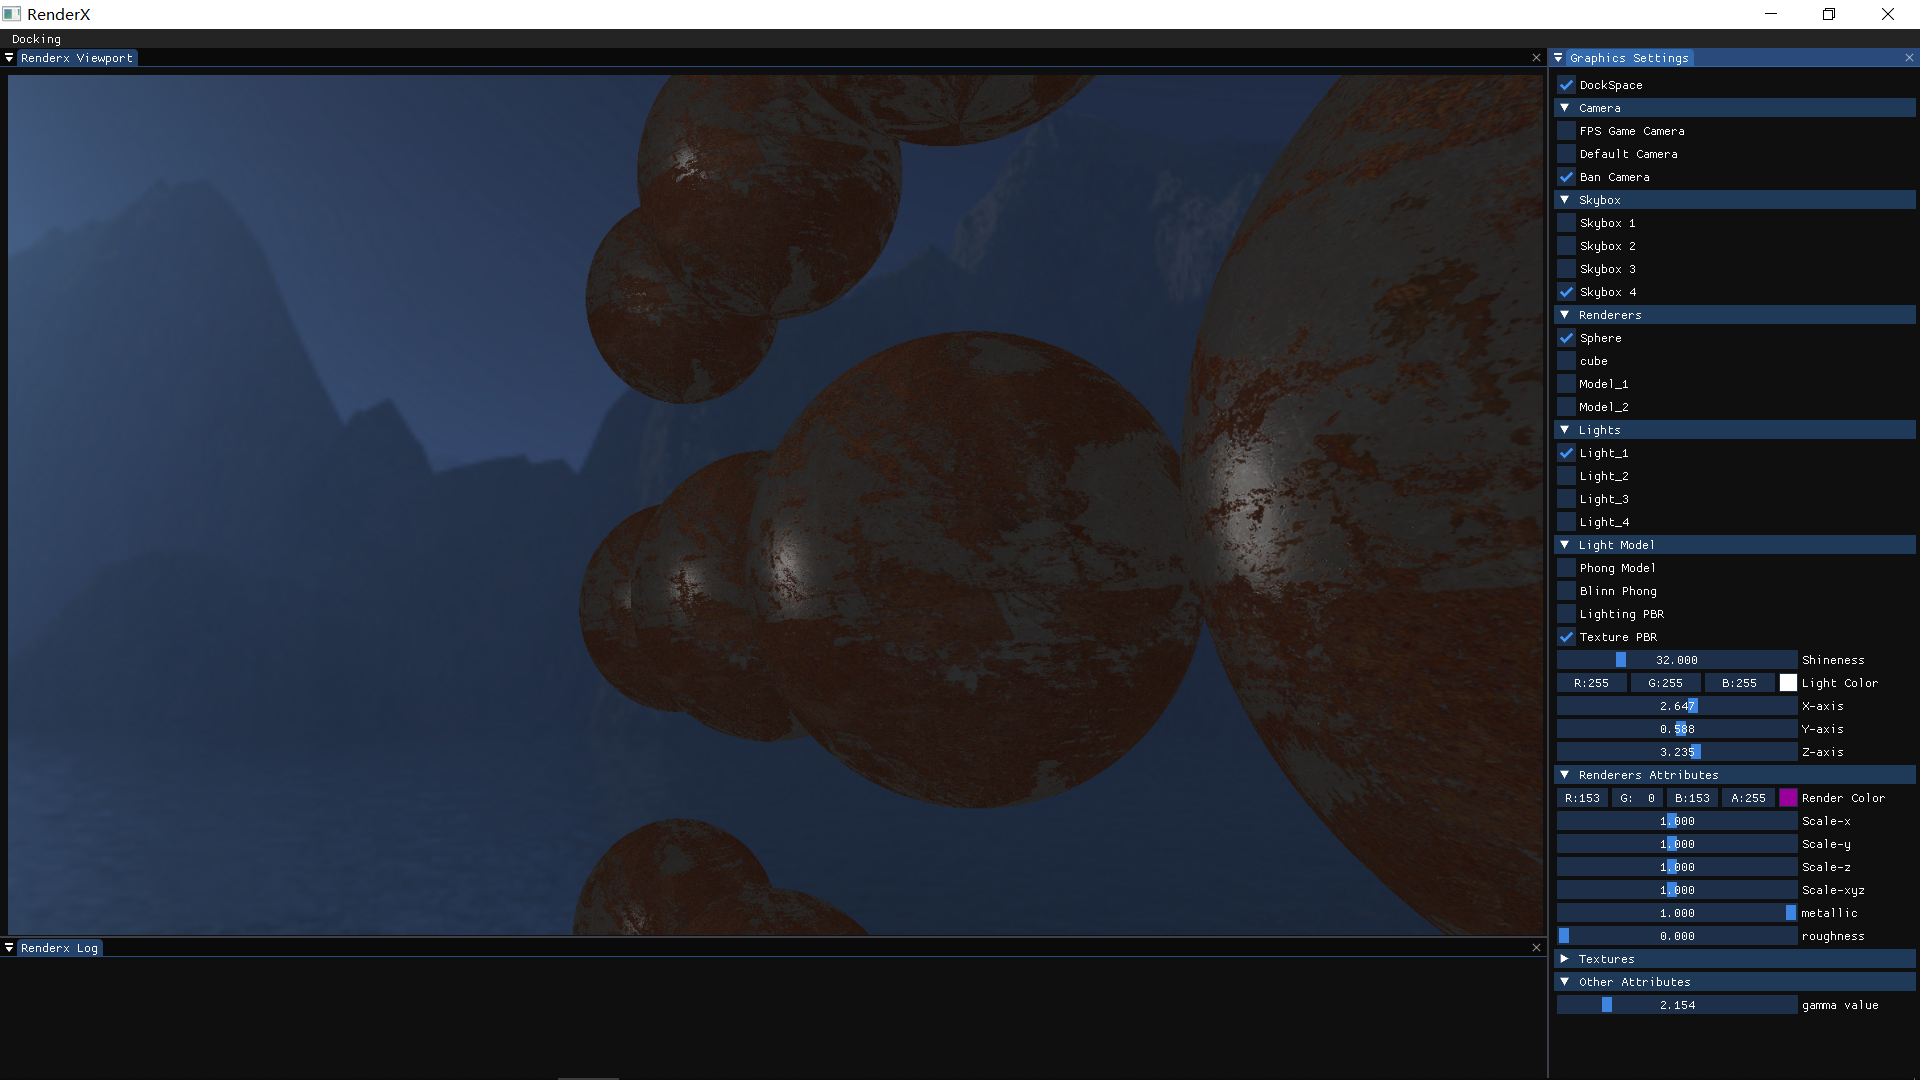 RenderX
Docking
Renderx Viewport
Graphics Settings
DockSpace
Camera
FPS Game Camera
Default Camera
Ban Camera
Skybox
Skybox 1
Skybox 2
Skybox 3
Skybox 4
Renderers
Sphere
cube
Model_1
Model_2
Lights
Light_1
Light_2
Light_3
Light_4
Light Model
Phong Model
Blinn Phong
Lighting PBR
Texture PBR
32.000 Shineness
R:255 G:255 B:255 Light Color
2.647 X-axis
0.588 Y-axis
3.235 Z-axis
Renderers Attributes
R:153 G: 0 B:153 A:255 Render Color
1.000 Scale-x
1.000 Scale-y
1.000 Scale-z
1.000 Scale-xyz
1.000 metallic
0.000 roughness
Textures
Other Attributes
2.154 gamma value
Renderx Log